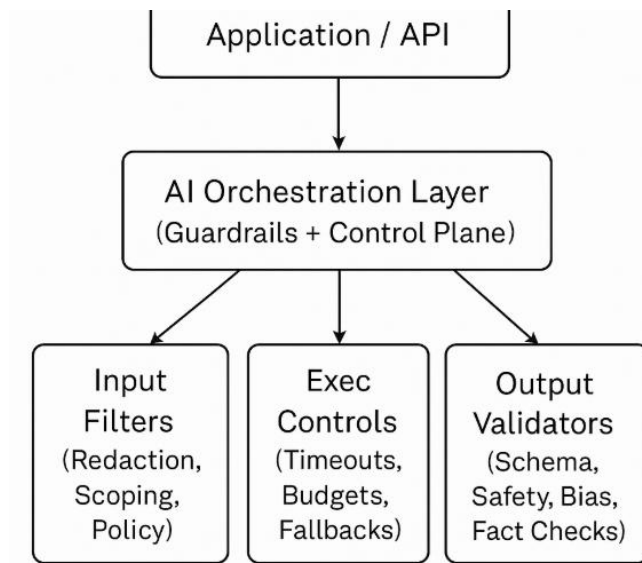 Application / API
AI Orchestration Layer
(Guardrails + Control Plane)
Input
Filters
(Redaction,
Scoping,
Policy)
Exec
Controls
(Timeouts,
Budgets,
Fallbacks)
Output
Validators
(Schema,
Safety, Bias,
Fact Checks)